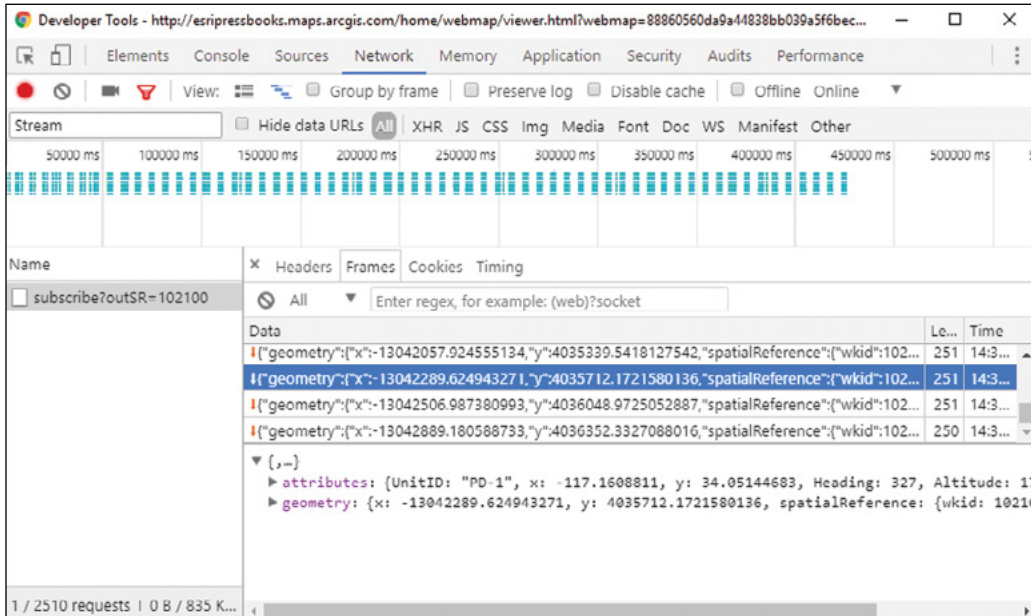 Developer Tools - http://esripressbooks.maps.arcgis.com/home/webmap/viewer.html?webmap=88860560da9a44838bb039a5f6bec...
Elements Console Sources Network Memory Application Security Audits Performance
View: Group by frame Preserve log Disable cache Offline Online
Stream Hide data URLs All XHR JS CSS Img Media Font Doc WS Manifest Other
50000 ms 100000 ms 150000 ms 200000 ms 250000 ms 300000 ms 350000 ms 400000 ms 450000 ms 500000 ms
Name × Headers Frames Cookies Timing
subscribe?outSR=102100 All Enter regex, for example: (web)?socket
Data Le... Time
{"geometry":{"x":-13042057.924555134,"y":4035339.5418127542,"spatialReference":{"wkid":102... 251 14:3...
{"geometry":{"x":-13042289.624943271,"y":4035712.1721580136,"spatialReference":{"wkid":102... 251 14:3...
{"geometry":{"x":-13042506.987380993,"y":4036048.9725052887,"spatialReference":{"wkid":102... 251 14:3...
{"geometry":{"x":-13042889.180588733,"y":4036352.3327088016,"spatialReference":{"wkid":102... 250 14:3...
▼ {,…}
▶ attributes: {UnitID: "PD-1", x: -117.1608811, y: 34.05144683, Heading: 327, Altitude: 
▶ geometry: {x: -13042289.624943271, y: 4035712.1721580136, spatialReference: {wkid: 
1 / 2510 requests | 0 B / 835 K...